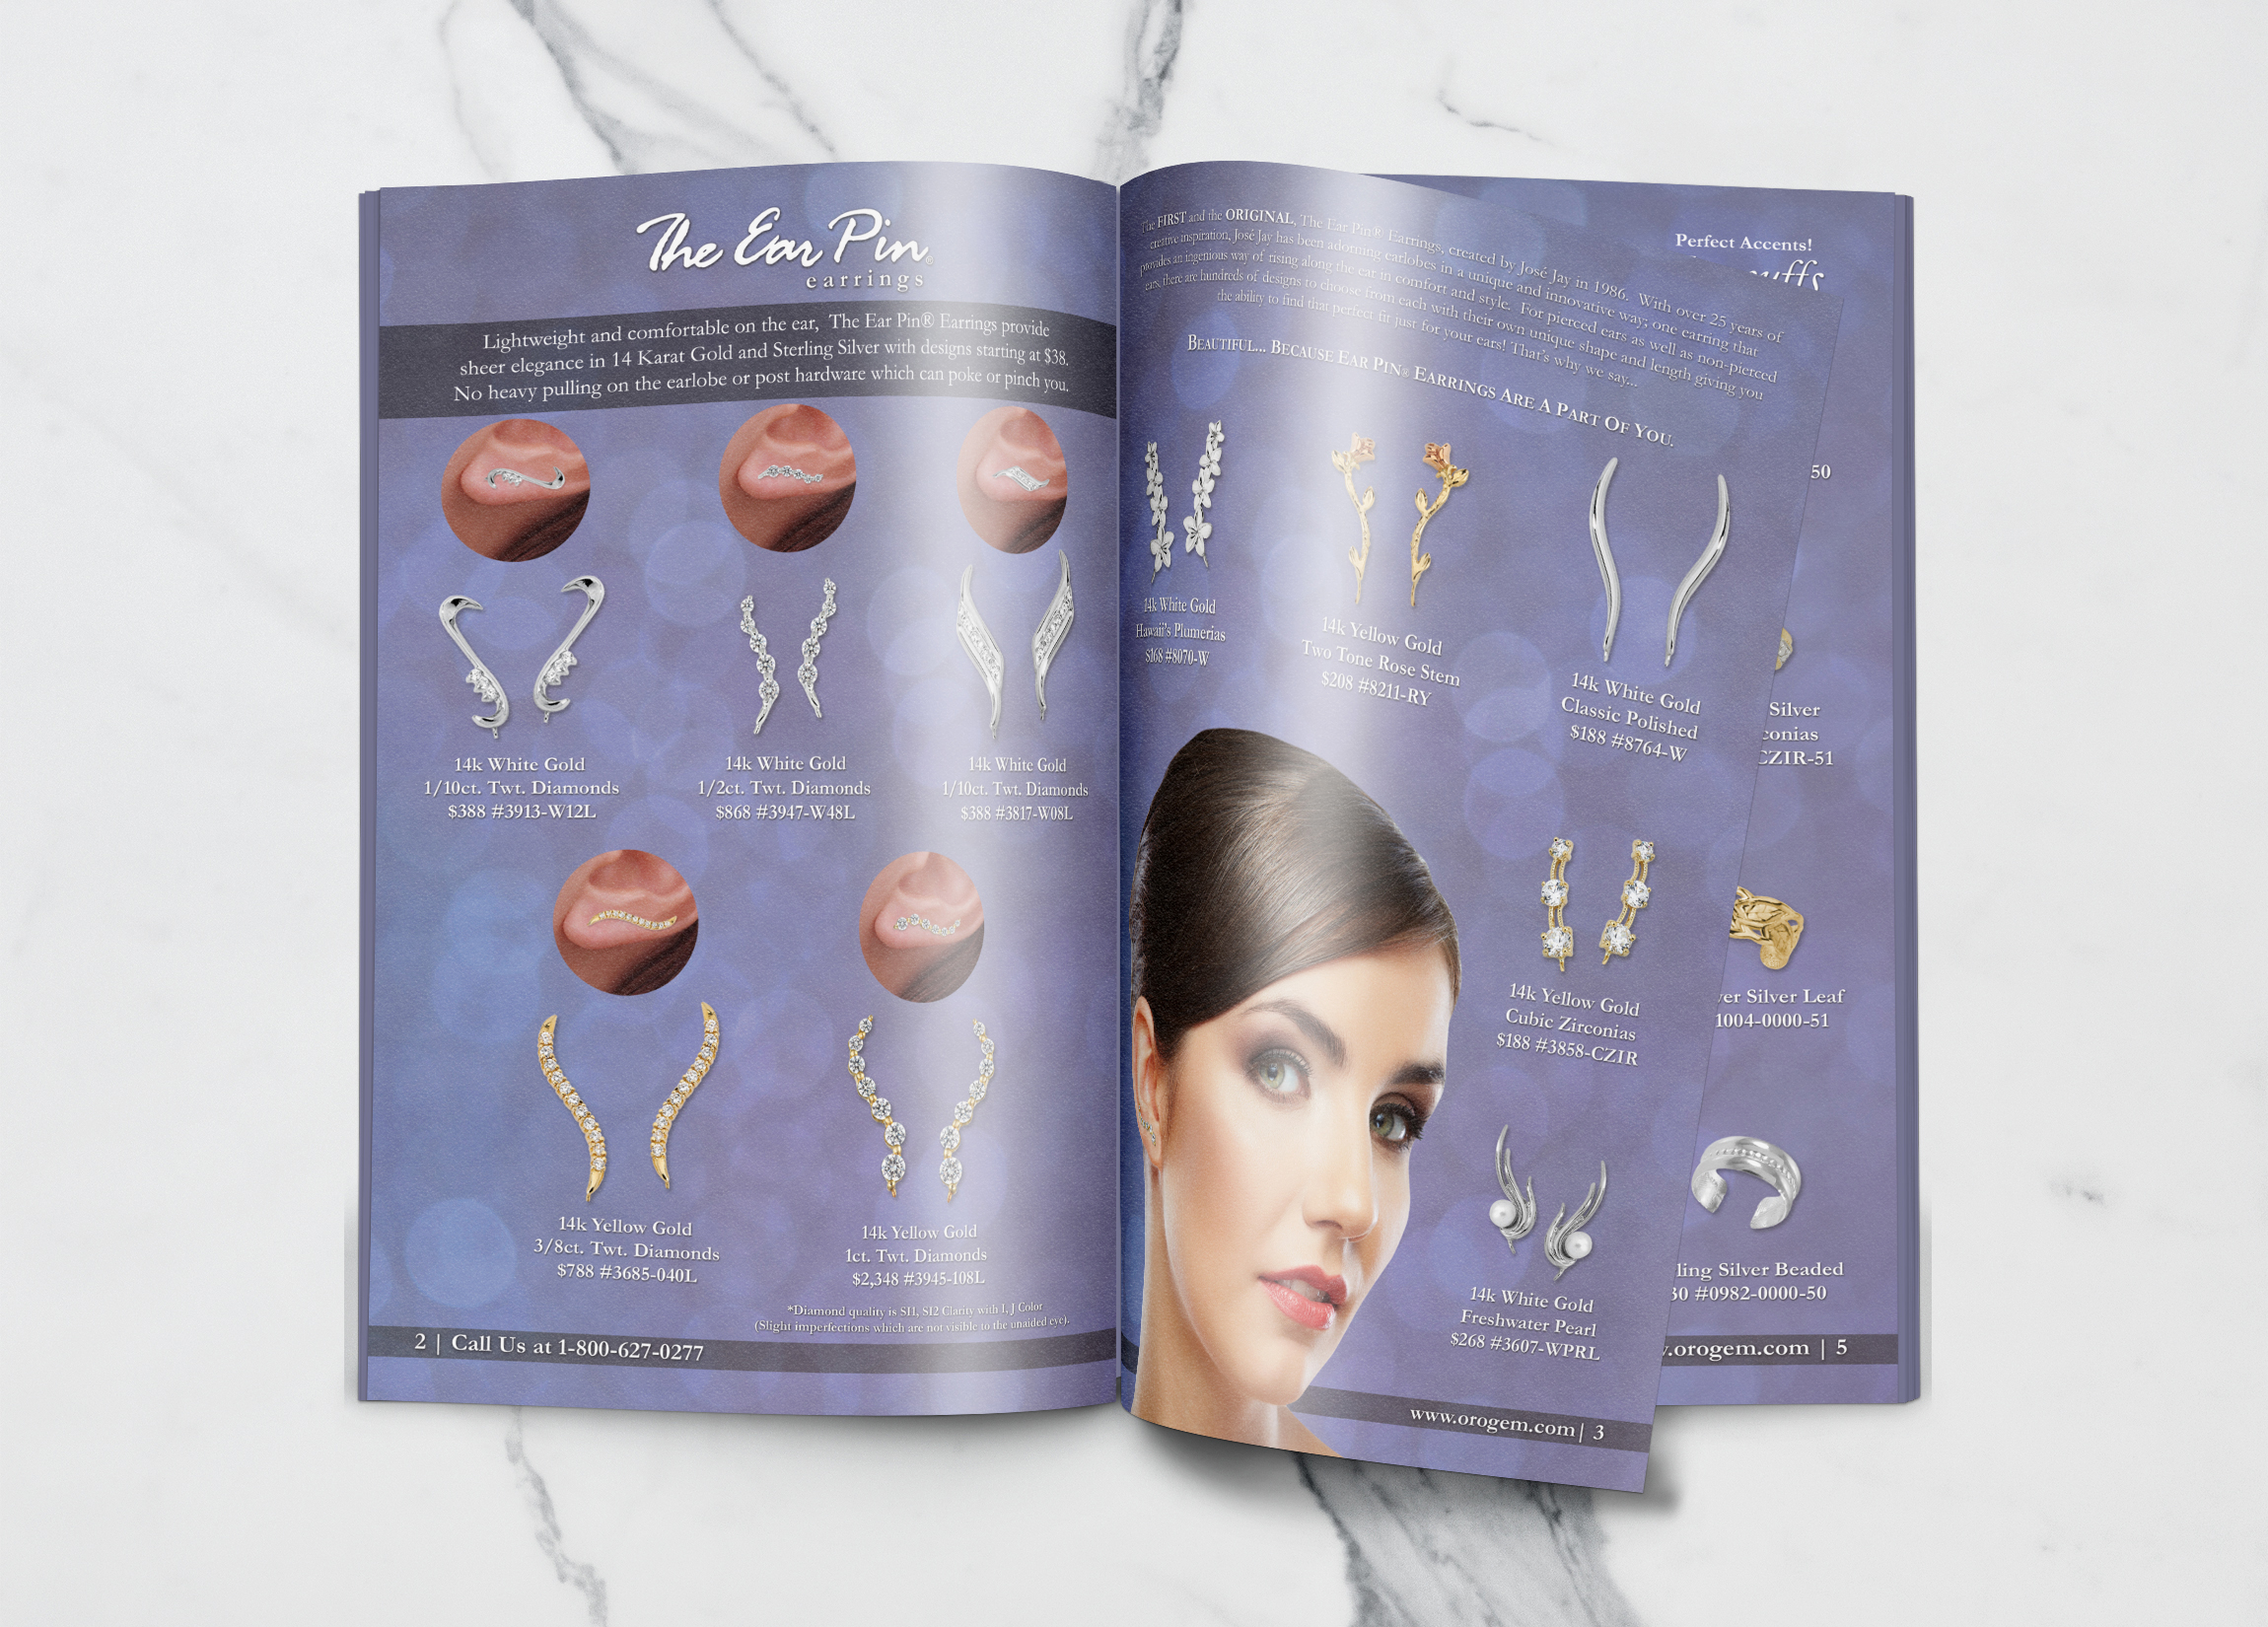 The Ear Pin®
earrings
Lightweight and comfortable on the ear, The Ear Pin® Earrings provide
sheer elegance in 14 Karat Gold and Sterling Silver with designs starting at $38.
No heavy pulling on the earlobe or post hardware which can poke or pinch you.
14k White Gold
1/10ct. Twt. Diamonds
$388 #3913-W12L
14k White Gold
1/2ct. Twt. Diamonds
$868 #3947-W48L
14k White Gold
1/10ct. Twt. Diamonds
$388 #3817-W08L
14k Yellow Gold
3/8ct. Twt. Diamonds
$788 #3685-040L
14k Yellow Gold
1ct. Twt. Diamonds
$2,348 #3945-108L
*Diamond quality is SI1, SI2 Clarity with I, J Color
(Slight imperfections which are not visible to the unaided eye).
2 | Call Us at 1-800-627-0277
The FIRST and the ORIGINAL, The Ear Pin® Earrings, created by José Jay in 1986. With over 25 years of
creative inspiration, José Jay has been adorning earlobes in a unique and innovative way; one earring that
provides an ingenious way of rising along the ear in comfort and style. For pierced ears as well as non-pierced
ears, there are hundreds of designs to choose from each with their own unique shape and length giving you
the ability to find that perfect fit just for your ears! That's why we say...
BEAUTIFUL... BECAUSE EAR PIN® EARRINGS ARE A PART OF YOU.
14k White Gold
Hawaii's Plumerias
$168 #8070-W
14k Yellow Gold
Two Tone Rose Stem
$208 #8211-RY
14k White Gold
Classic Polished
$188 #8764-W
14k Yellow Gold
Cubic Zirconias
$188 #3858-CZIR
14k White Gold
Freshwater Pearl
$268 #3607-WPRL
www.orogem.com| 3
Perfect Accents!
uffs
50
Silver
conias
CZIR-51
ver Silver Leaf
1004-0000-51
ling Silver Beaded
30 #0982-0000-50
.orogem.com | 5